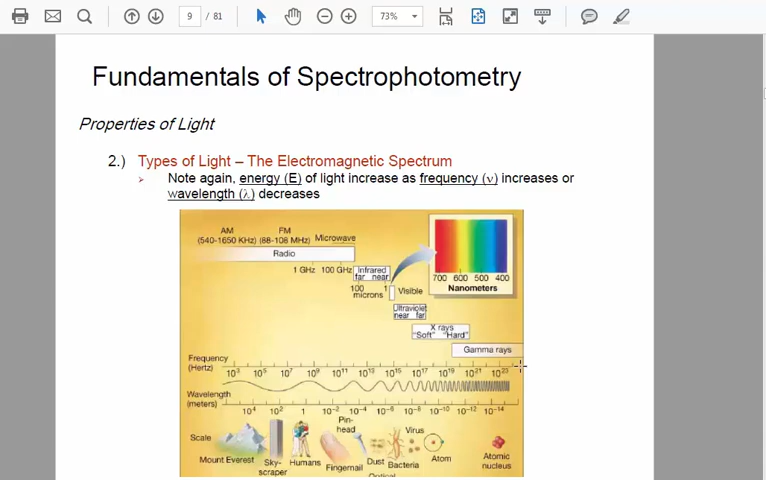 9 / 81
73%
Fundamentals of Spectrophotometry
Properties of Light
2.) Types of Light – The Electromagnetic Spectrum
Note again, energy (E) of light increase as frequency (ν) increases or
wavelength (λ) decreases
AM FM Microwave
(540-1650 KHz) (88-108 MHz)
Radio
1 GHz 100 GHz
Infrared
far near
100 1
microns
Visible
700 600 500 400
Nanometers
Ultraviolet
near far
X rays
"Soft" "Hard"
Gamma rays
Frequency
(Hertz)
10³ 10⁵ 10⁷ 10⁹ 10¹¹ 10¹³ 10¹⁵ 10¹⁷ 10¹⁹ 10²¹ 10²³
Wavelength
(meters)
10⁴ 10² 1 10⁻² 10⁻⁴ 10⁻⁶ 10⁻⁸ 10⁻¹⁰ 10⁻¹² 10⁻¹⁴
Scale
Mount Everest
Sky-
scraper
Humans
Fingernail
Pin-
head
Dust
Bacteria
Virus
Atom
Atomic
nucleus
Optical